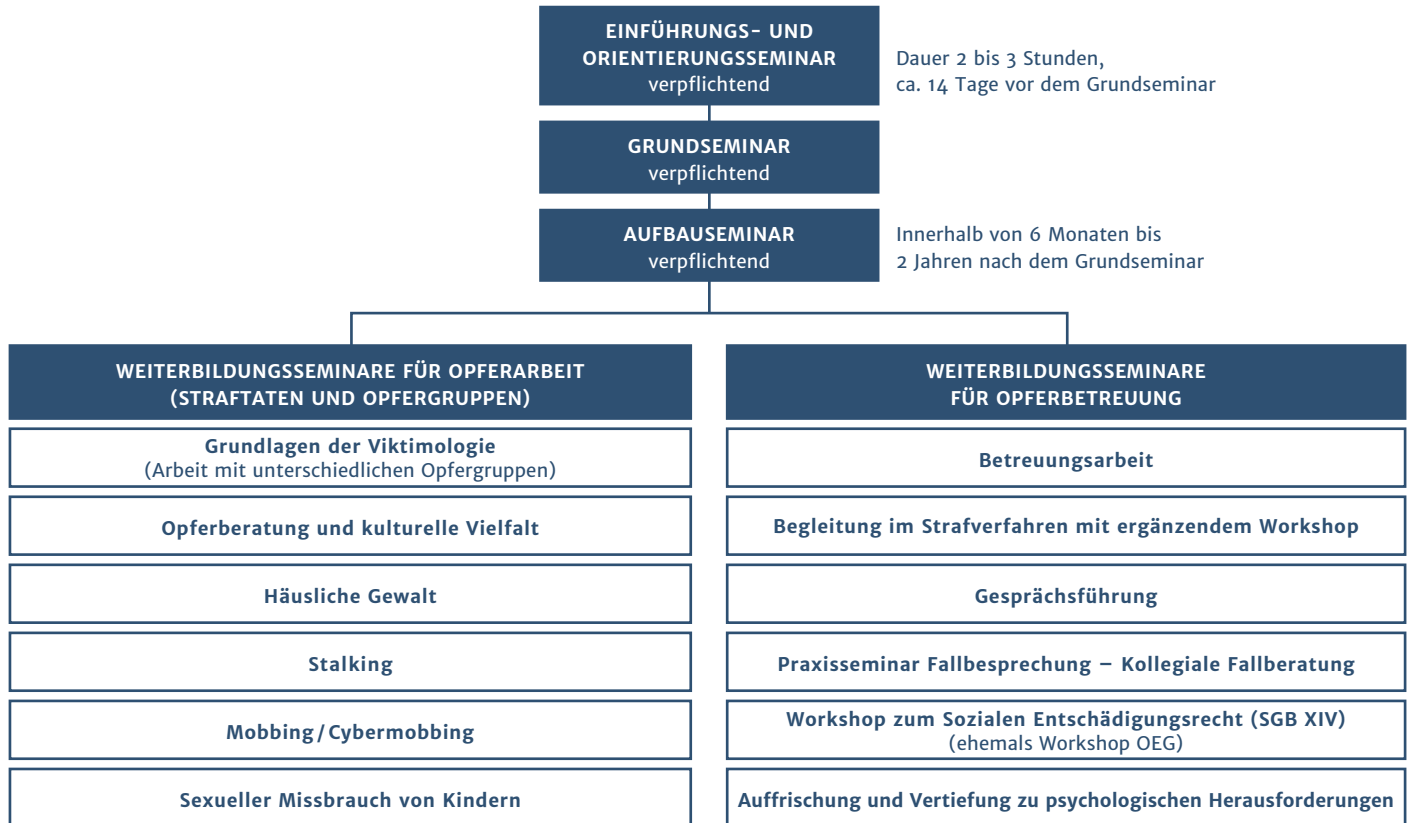 EINFÜHRUNGS- UND
ORIENTIERUNGSSEMINAR
verpflichtend
Dauer 2 bis 3 Stunden,
ca. 14 Tage vor dem Grundseminar
GRUNDSEMINAR
verpflichtend
AUFBAUSEMINAR
verpflichtend
Innerhalb von 6 Monaten bis
2 Jahren nach dem Grundseminar
WEITERBILDUNGSSEMINARE FÜR OPFERARBEIT
(STRAFTATEN UND OPFERGRUPPEN)
Grundlagen der Viktimologie
(Arbeit mit unterschiedlichen Opfergruppen)
Opferberatung und kulturelle Vielfalt
Häusliche Gewalt
Stalking
Mobbing/Cybermobbing
Sexueller Missbrauch von Kindern
WEITERBILDUNGSSEMINARE
FÜR OPFERBETREUUNG
Betreuungsarbeit
Begleitung im Strafverfahren mit ergänzendem Workshop
Gesprächsführung
Praxisseminar Fallbesprechung – Kollegiale Fallberatung
Workshop zum Sozialen Entschädigungsrecht (SGB XIV)
(ehemals Workshop OEG)
Auffrischung und Vertiefung zu psychologischen Herausforderungen